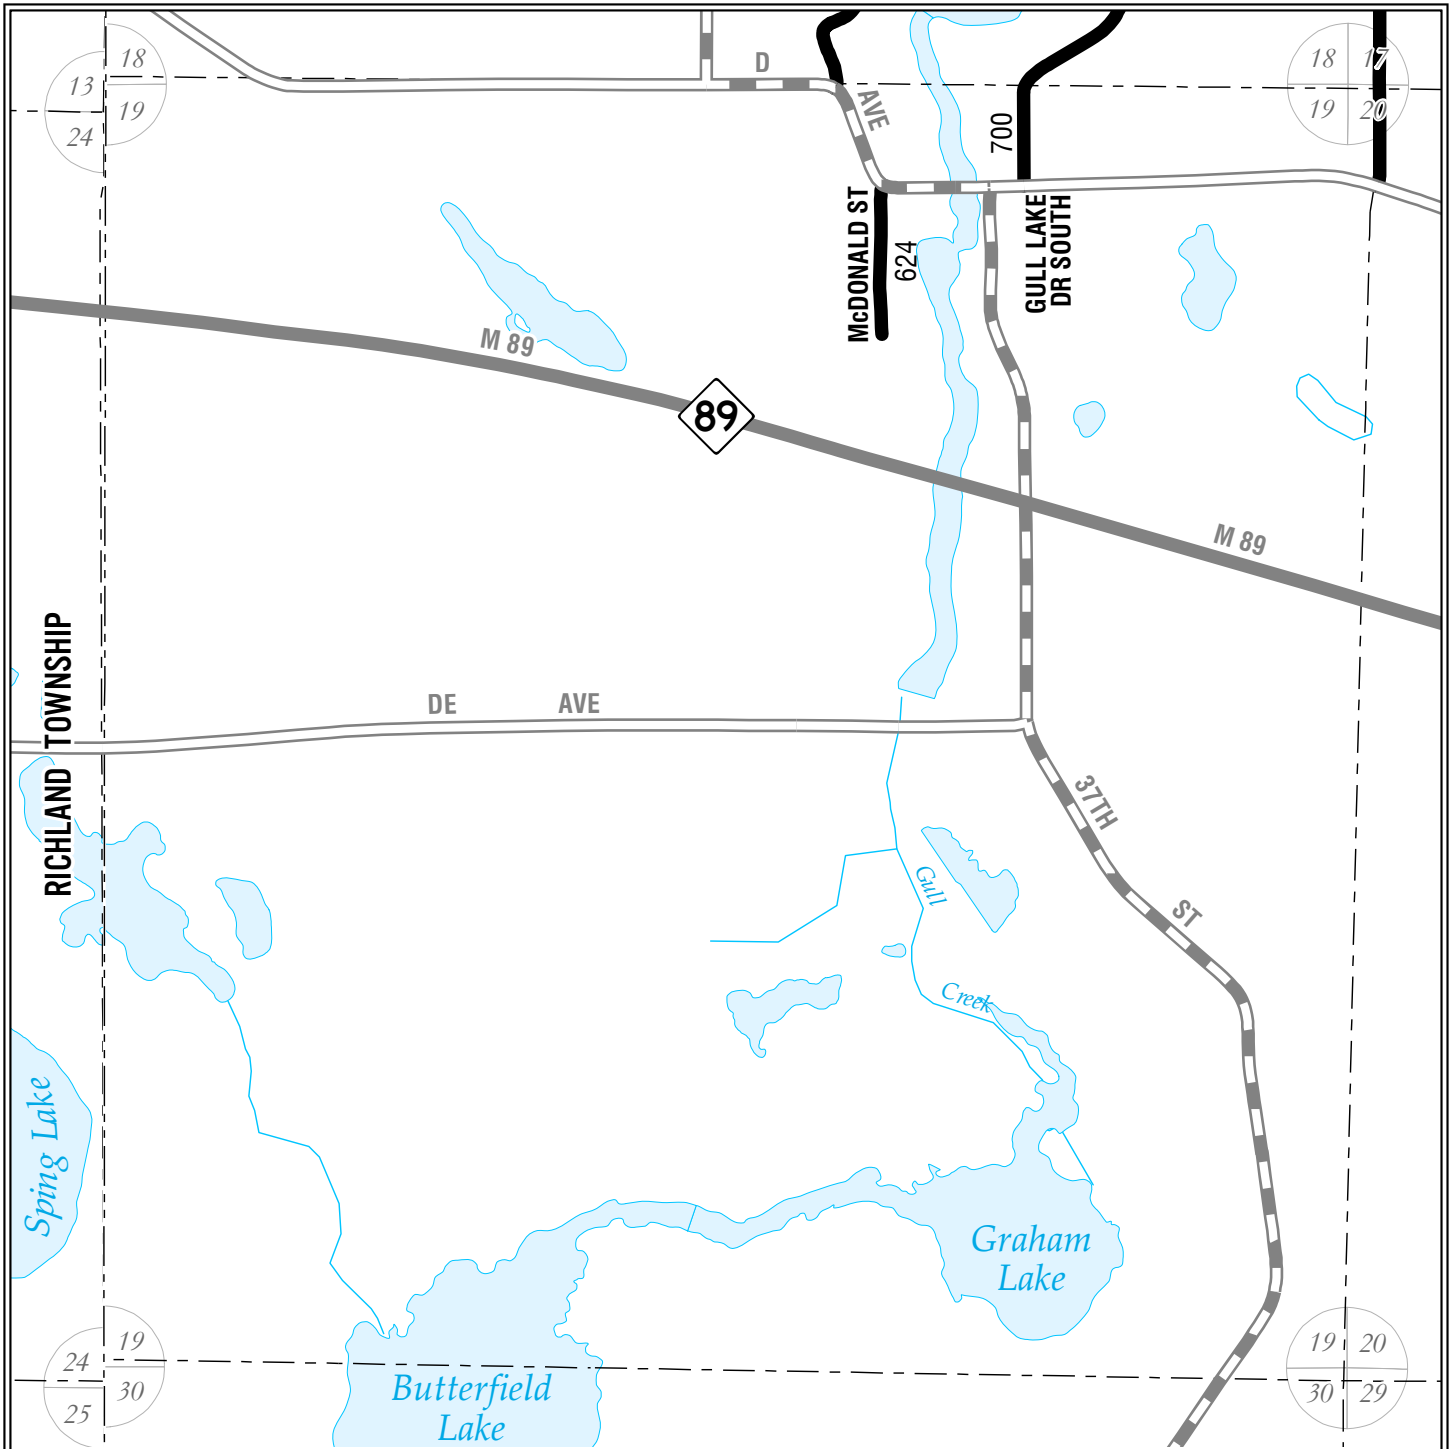 18
13
19
24
D
AVE
700
18
17
19
20
McDONALD ST
624
GULL LAKE
DR SOUTH
M 89
89
M 89
RICHLAND TOWNSHIP
DE AVE
37TH
ST
Gull
Creek
Sping Lake
Graham
Lake
19
24
30
25
Butterfield
Lake
19
20
30
29